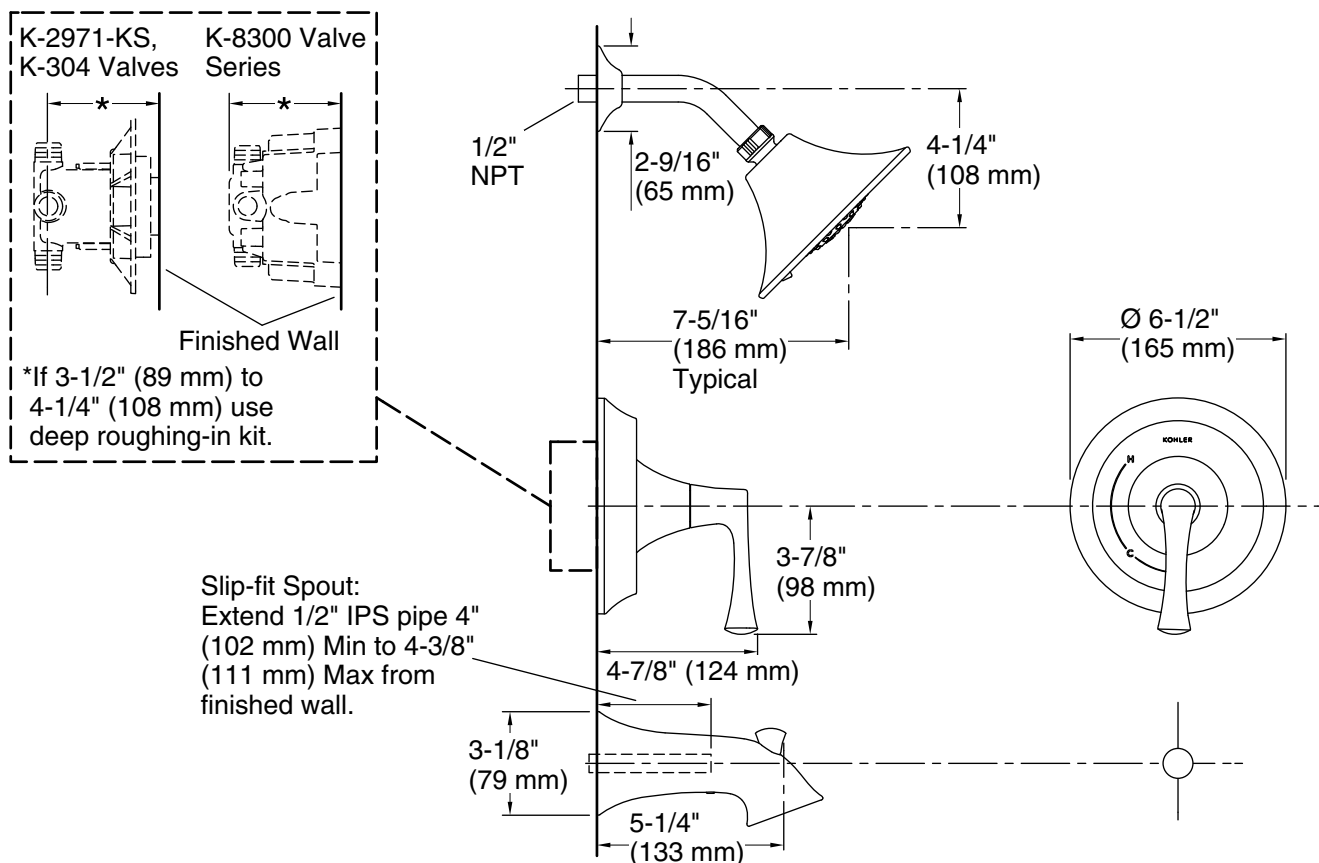 K-2971-KS,
K-304 Valves
K-8300 Valve
Series
*
*
Finished Wall
*If 3-1/2" (89 mm) to
4-1/4" (108 mm) use
deep roughing-in kit.
1/2"
NPT
2-9/16"
(65 mm)
4-1/4"
(108 mm)
7-5/16"
(186 mm)
Typical
Ø 6-1/2"
(165 mm)
KOHLER
H
C
3-7/8"
(98 mm)
4-7/8" (124 mm)
Slip-fit Spout:
Extend 1/2" IPS pipe 4"
(102 mm) Min to 4-3/8"
(111 mm) Max from
finished wall.
3-1/8"
(79 mm)
5-1/4"
(133 mm)